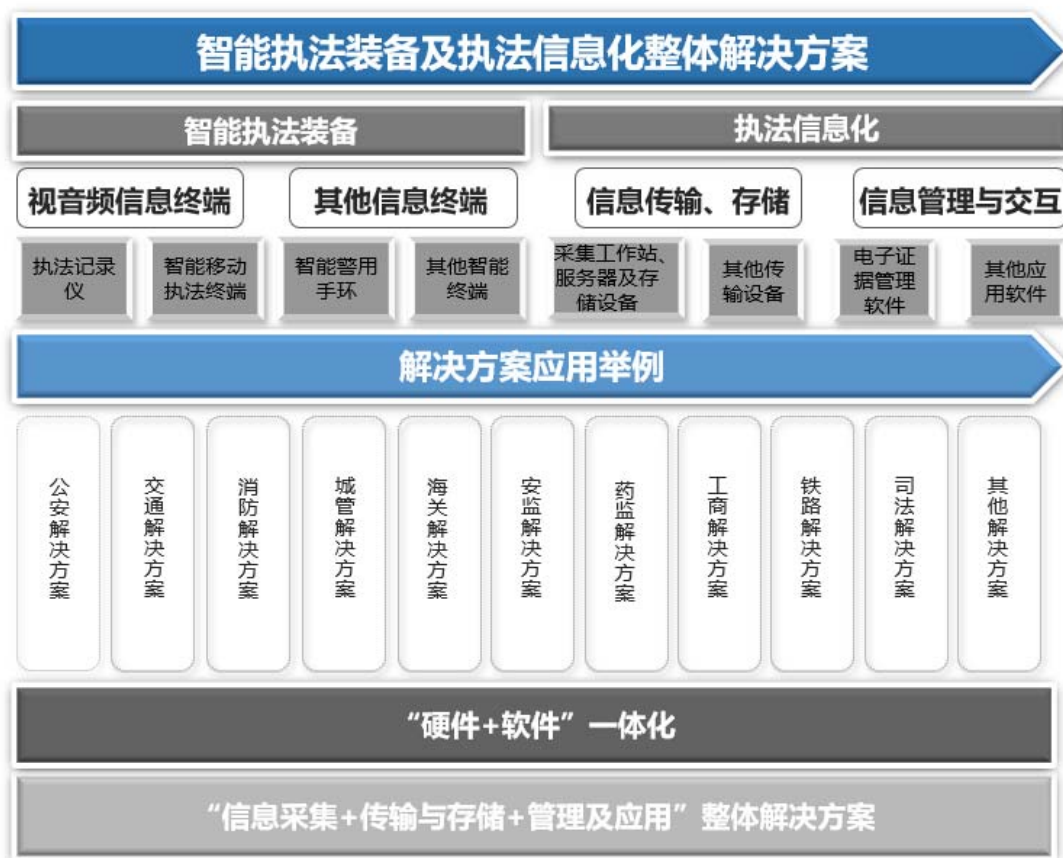 智能执法装备及执法信息化整体解决方案
智能执法装备
执法信息化
视音频信息终端
其他信息终端
信息传输、存储
信息管理与交互
执法记录
仪
智能移动
执法终端
智能警用
手环
其他智能
终端
采集工作站、
服务器及存
储设备
其他传
输设备
电子证
据管理
软件
其他应
用软件
解决方案应用举例
公安解决方案
交通解决方案
消防解决方案
城管解决方案
海关解决方案
安监解决方案
药监解决方案
工商解决方案
铁路解决方案
司法解决方案
其他解决方案
“硬件+软件”一体化
“信息采集+传输与存储+管理及应用”整体解决方案